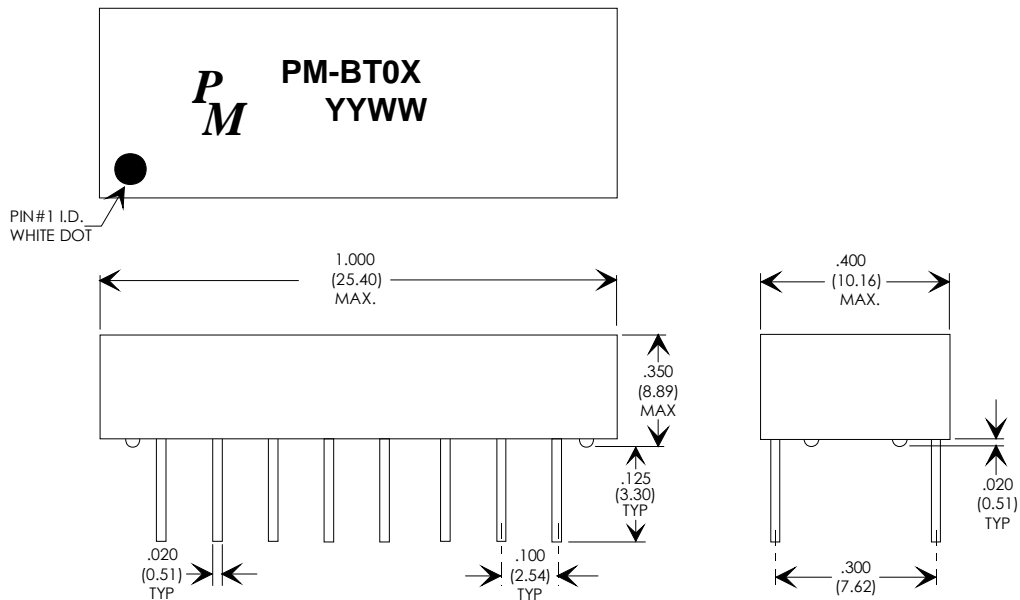 P
M
PM-BT0X
YYWW
PIN#1 I.D.
WHITE DOT
1.000
(25.40)
MAX.
.400
(10.16)
MAX.
.350
(8.89)
MAX
.125
(3.30)
TYP
.020
(0.51)
TYP
.100
(2.54)
TYP
.020
(0.51)
TYP
.300
(7.62)